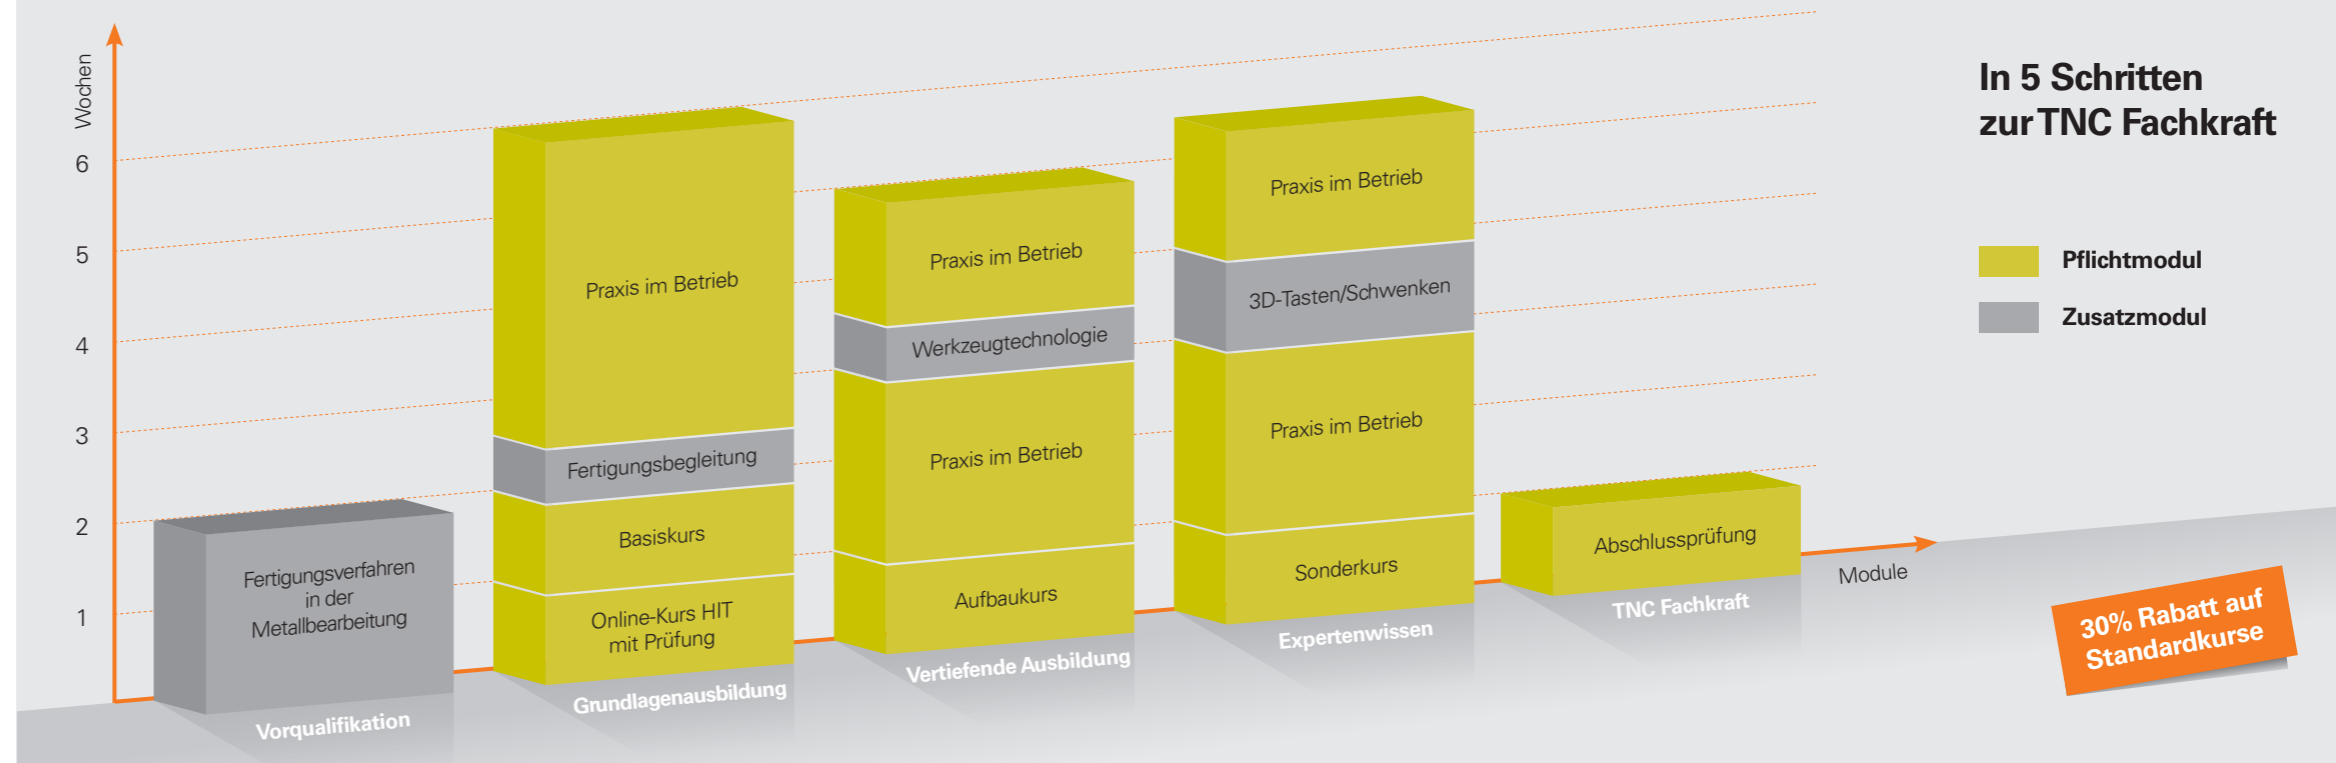 Wochen
6
5
4
3
2
1
Fertigungsverfahren
in der
Metallbearbeitung
Vorqualifikation
Praxis im Betrieb
Fertigungsbegleitung
Basiskurs
Online-Kurs HIT
mit Prüfung
Grundlagenausbildung
Praxis im Betrieb
Werkzeugtechnologie
Praxis im Betrieb
Aufbaukurs
Vertiefende Ausbildung
Praxis im Betrieb
3D-Tasten/Schwenken
Praxis im Betrieb
Sonderkurs
Expertenwissen
Abschlussprüfung
TNC Fachkraft
Module
In 5 Schritten
zur TNC Fachkraft
Pflichtmodul
Zusatzmodul
30% Rabatt auf
Standardkurse